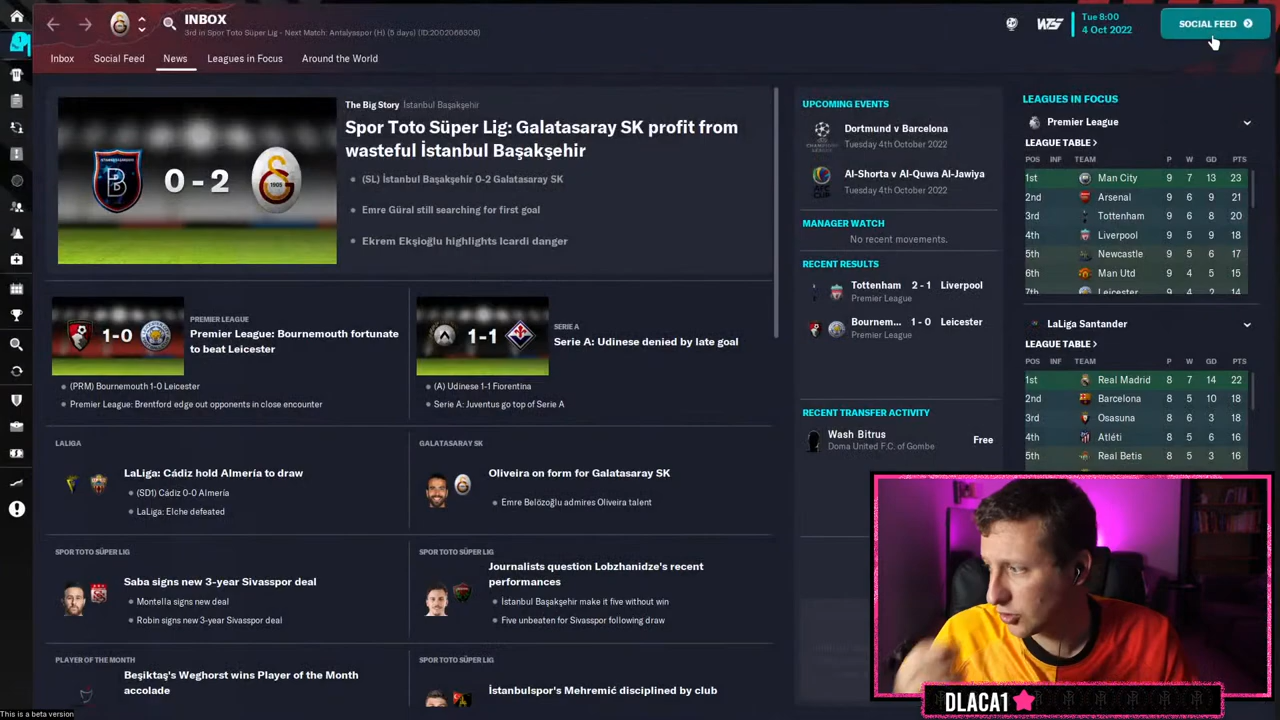 INBOX
3rd in Spor Toto Süper Lig - Next Match: Antalyaspor (H) (5 days) (ID:2002066308)
Tue 8:00
4 Oct 2022
SOCIAL FEED
Inbox
Social Feed
News
Leagues in Focus
Around the World
0 - 2
1905
The Big Story İstanbul Başakşehir
Spor Toto Süper Lig: Galatasaray SK profit from
wasteful İstanbul Başakşehir
(SL) İstanbul Başakşehir 0-2 Galatasaray SK
Emre Güral still searching for first goal
Ekrem Ekşioğlu highlights Icardi danger
1-0
PREMIER LEAGUE
Premier League: Bournemouth fortunate
to beat Leicester
(PRM) Bournemouth 1-0 Leicester
Premier League: Brentford edge out opponents in close encounter
1-1
SERIE A
Serie A: Udinese denied by late goal
(A) Udinese 1-1 Fiorentina
Serie A: Juventus go top of Serie A
LALIGA
LaLiga: Cádiz hold Almería to draw
(SD1) Cádiz 0-0 Almería
LaLiga: Elche defeated
GALATASARAY SK
Oliveira on form for Galatasaray SK
Emre Belözoğlu admires Oliveira talent
SPOR TOTO SÜPER LIG
Saba signs new 3-year Sivasspor deal
Montella signs new deal
Robin signs new 3-year Sivasspor deal
SPOR TOTO SÜPER LIG
Journalists question Lobzhanidze's recent
performances
İstanbul Başakşehir make it five without win
Five unbeaten for Sivasspor following draw
PLAYER OF THE MONTH
Beşiktaş's Weghorst wins Player of the Month
accolade
SPOR TOTO SÜPER LIG
İstanbulspor's Mehremić disciplined by club
UPCOMING EVENTS
Dortmund v Barcelona
Tuesday 4th October 2022
Al-Shorta v Al-Quwa Al-Jawiya
Tuesday 4th October 2022
MANAGER WATCH
No recent movements.
RECENT RESULTS
Tottenham 2 - 1 Liverpool
Premier League
Bournem... 1 - 0 Leicester
Premier League
RECENT TRANSFER ACTIVITY
Wash Bitrus
Doma United F.C. of Gombe
Free
LEAGUES IN FOCUS
Premier League
LEAGUE TABLE
POS INF TEAM P W GD PTS
1st Man City 9 7 13 23
2nd Arsenal 9 6 9 21
3rd Tottenham 9 6 8 20
4th Liverpool 9 5 9 18
5th Newcastle 9 5 6 17
6th Man Utd 9 4 5 15
7th Leicester 9 4 2 14
LaLiga Santander
LEAGUE TABLE
POS INF TEAM P W GD PTS
1st Real Madrid 8 7 14 22
2nd Barcelona 8 5 10 18
3rd Osasuna 8 6 3 18
4th Atléti 8 5 6 16
5th Real Betis 8 5 3 16
DLACA1
This is a beta version